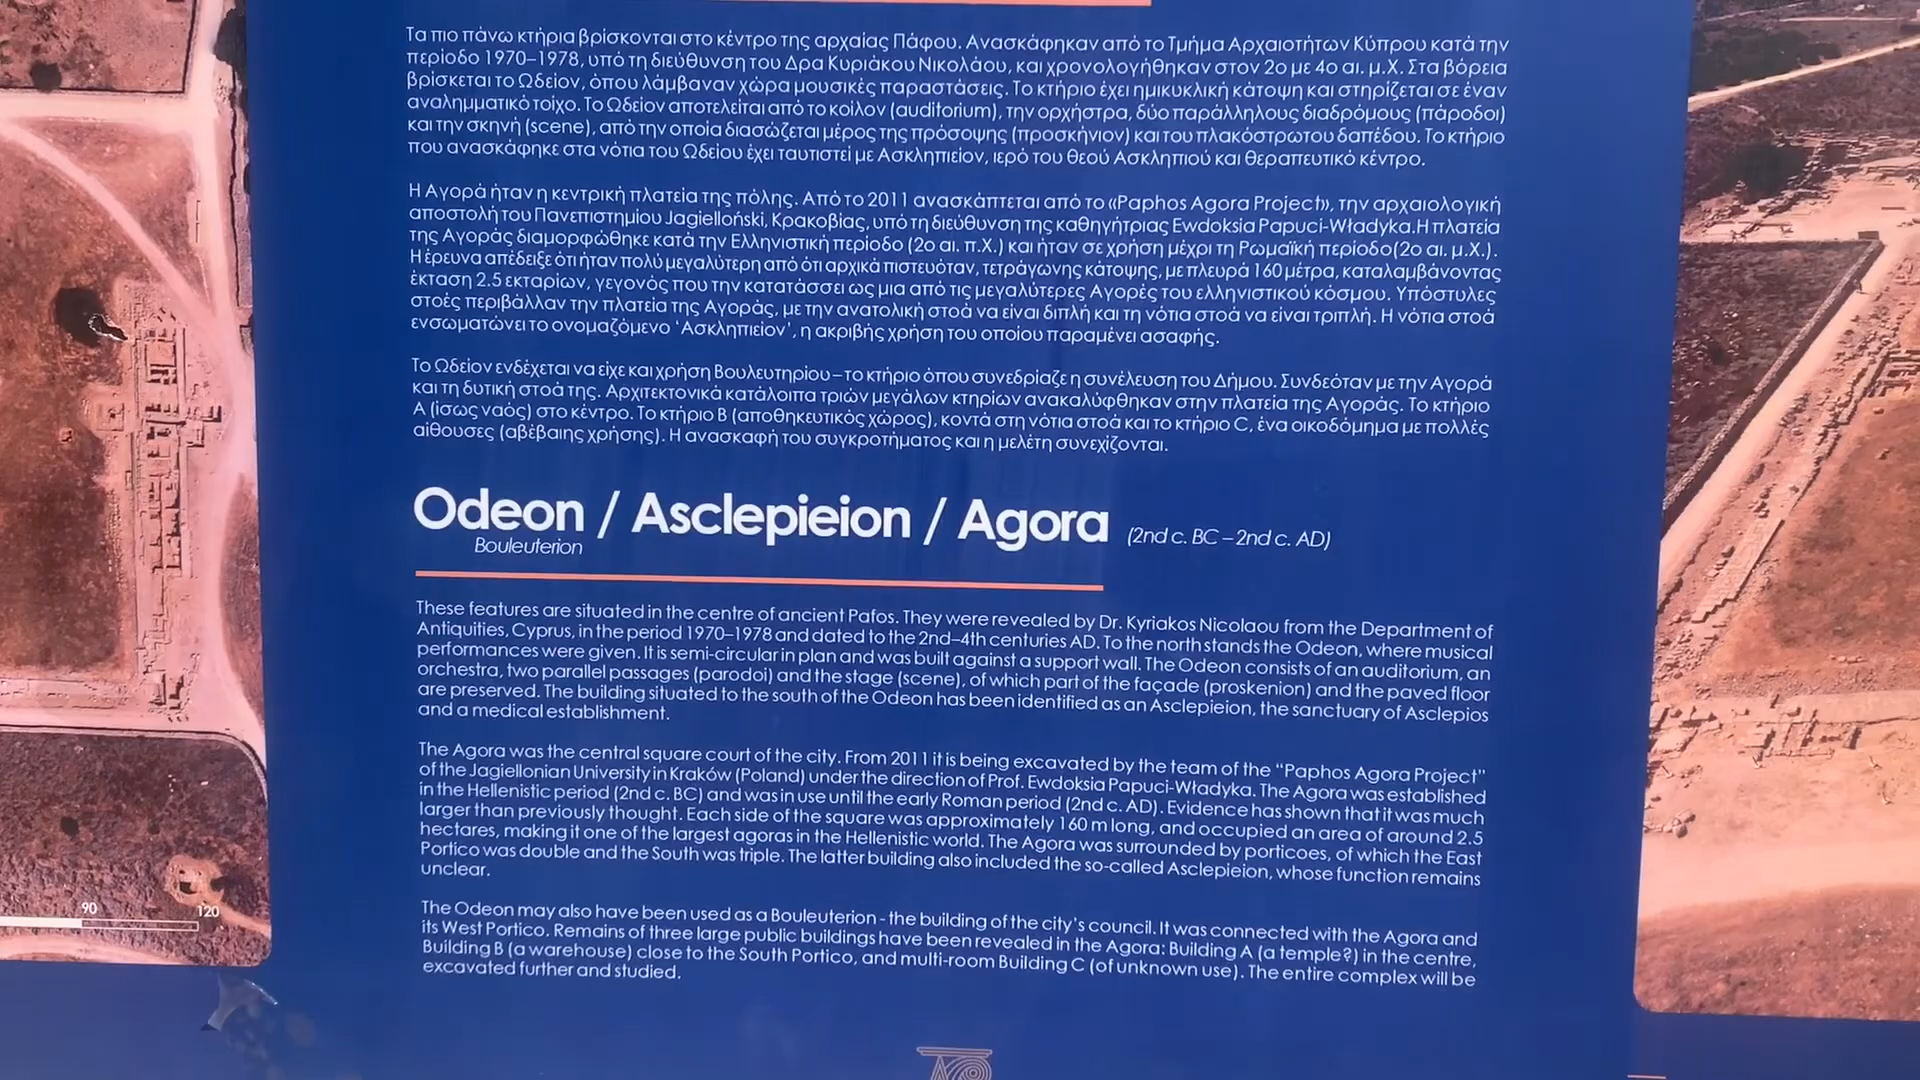 Τα πιο πάνω κτήρια βρίσκονται στο κέντρο της αρχαίας Πάφου. Ανασκάφηκαν από το Τμήμα Αρχαιοτήτων Κύπρου κατά την
περίοδο 1970–1978, υπό τη διεύθυνση του Δρα Κυριάκου Νικολάου, και χρονολογήθηκαν στον 2ο με 4ο αι. μ.Χ. Στα βόρεια
βρίσκεται το Ωδείον, όπου λάμβαναν χώρα μουσικές παραστάσεις. Το κτήριο έχει ημικυκλική κάτοψη και στηρίζεται σε έναν
αναλημματικό τοίχο. Το Ωδείον αποτελείται από το κοίλον (auditorium), την ορχήστρα, δύο παράλληλους διαδρόμους (πάροδοι)
και την σκηνή (scene), από την οποία διασώζεται μέρος της πρόσοψης (προσκήνιον) και του πλακόστρωτου δαπέδου. Το κτήριο
που ανασκάφηκε στα νότια του Ωδείου έχει ταυτιστεί με Ασκληπιείον, ιερό του θεού Ασκληπιού και θεραπευτικό κέντρο.
Η Αγορά ήταν η κεντρική πλατεία της πόλης. Από το 2011 ανασκάπτεται από το «Paphos Agora Project», την αρχαιολογική
αποστολή του Πανεπιστημίου Jagielloński, Κρακοβίας, υπό τη διεύθυνση της καθηγήτριας Ewdoksia Papuci-Władyka. Η πλατεία
της Αγοράς διαμορφώθηκε κατά την Ελληνιστική περίοδο (2ο αι. π.Χ.) και ήταν σε χρήση μέχρι τη Ρωμαϊκή περίοδο(2ο αι. μ.Χ.).
Η έρευνα απέδειξε ότι ήταν πολύ μεγαλύτερη από ότι αρχικά πιστευόταν, τετράγωνης κάτοψης, με πλευρά 160 μέτρα, καταλαμβάνοντας
έκταση 2.5 εκταρίων, γεγονός που την κατατάσσει ως μια από τις μεγαλύτερες Αγορές του ελληνιστικού κόσμου. Υπόστυλες
στοές περιβάλλαν την πλατεία της Αγοράς, με την ανατολική στοά να είναι διπλή και τη νότια στοά να είναι τριπλή. Η νότια στοά
ενσωματώνει το ονομαζόμενο 'Ασκληπιείον', η ακριβής χρήση του οποίου παραμένει ασαφής.
Το Ωδείον ενδέχεται να είχε και χρήση Βουλευτηρίου – το κτήριο όπου συνεδρίαζε η συνέλευση του Δήμου. Συνδεόταν με την Αγορά
και τη δυτική στοά της. Αρχιτεκτονικά κατάλοιπα τριών μεγάλων κτηρίων ανακαλύφθηκαν στην πλατεία της Αγοράς. Το κτήριο
Α (ίσως ναός) στο κέντρο. Το κτήριο Β (αποθηκευτικός χώρος), κοντά στη νότια στοά και το κτήριο C, ένα οικοδόμημα με πολλές
αίθουσες (αβέβαιης χρήσης). Η ανασκαφή του συγκροτήματος και η μελέτη συνεχίζονται.
Odeon / Asclepieion / Agora (2nd c. BC – 2nd c. AD)
Bouleuterion
These features are situated in the centre of ancient Pafos. They were revealed by Dr. Kyriakos Nicolaou from the Department of
Antiquities, Cyprus, in the period 1970–1978 and dated to the 2nd–4th centuries AD. To the north stands the Odeon, where musical
performances were given. It is semi-circular in plan and was built against a support wall. The Odeon consists of an auditorium, an
orchestra, two parallel passages (parodoi) and the stage (scene), of which part of the façade (proskenion) and the paved floor
are preserved. The building situated to the south of the Odeon has been identified as an Asclepieion, the sanctuary of Asclepios
and a medical establishment.
The Agora was the central square court of the city. From 2011 it is being excavated by the team of the “Paphos Agora Project”
of the Jagiellonian University in Kraków (Poland) under the direction of Prof. Ewdoksia Papuci-Władyka. The Agora was established
in the Hellenistic period (2nd c. BC) and was in use until the early Roman period (2nd c. AD). Evidence has shown that it was much
larger than previously thought. Each side of the square was approximately 160 m long, and occupied an area of around 2.5
hectares, making it one of the largest agoras in the Hellenistic world. The Agora was surrounded by porticoes, of which the East
Portico was double and the South was triple. The latter building also included the so-called Asclepieion, whose function remains
unclear.
The Odeon may also have been used as a Bouleuterion - the building of the city's council. It was connected with the Agora and
its West Portico. Remains of three large public buildings have been revealed in the Agora: Building A (a temple?) in the centre,
Building B (a warehouse) close to the South Portico, and multi-room Building C (of unknown use). The entire complex will be
excavated further and studied.
90 120